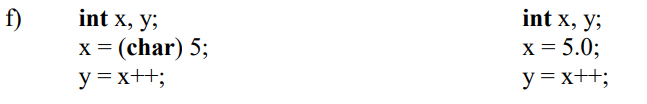 f) int x, y; int x, y;
x = (char) 5; x = 5.0;
y = x++; y = x++;